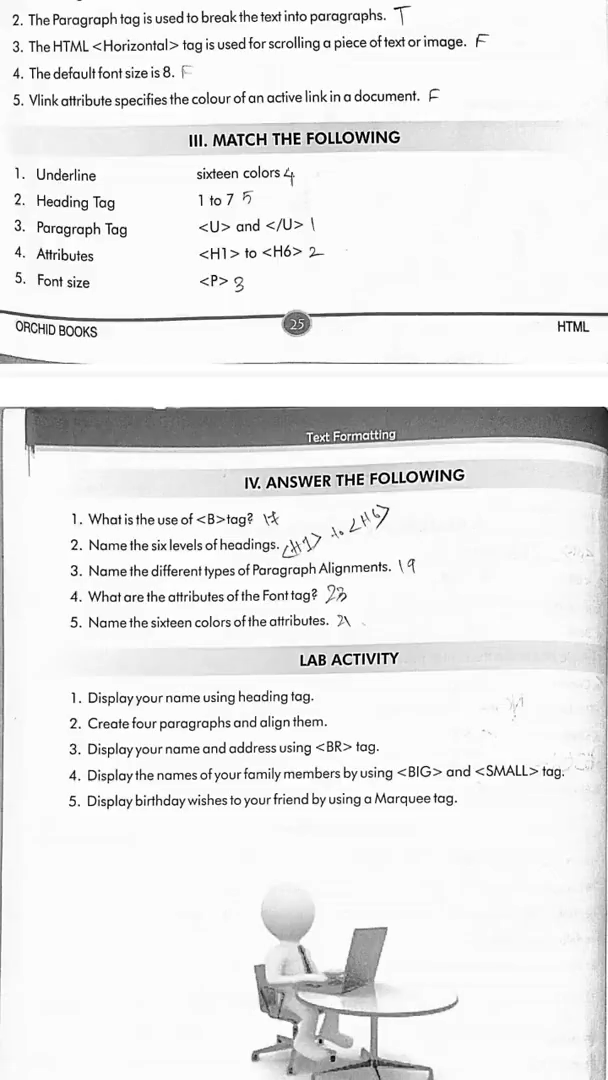 2. The Paragraph tag is used to break the text into paragraphs. T
3. The HTML <Horizontal> tag is used for scrolling a piece of text or image. F
4. The default font size is 8. F
5. Vlink attribute specifies the colour of an active link in a document. F
III. MATCH THE FOLLOWING
1. Underline sixteen colors 4
2. Heading Tag 1 to 7 5
3. Paragraph Tag <U> and </U> 1
4. Attributes <H1> to <H6> 2
5. Font size <P> 3
ORCHID BOOKS 25 HTML
Text Formatting
IV. ANSWER THE FOLLOWING
1. What is the use of <B>tag? 17
2. Name the six levels of headings. <H1> to <H6>
3. Name the different types of Paragraph Alignments. 19
4. What are the attributes of the Font tag? 23
5. Name the sixteen colors of the attributes. 21
LAB ACTIVITY
1. Display your name using heading tag.
2. Create four paragraphs and align them.
3. Display your name and address using <BR> tag.
4. Display the names of your family members by using <BIG> and <SMALL> tag.
5. Display birthday wishes to your friend by using a Marquee tag.